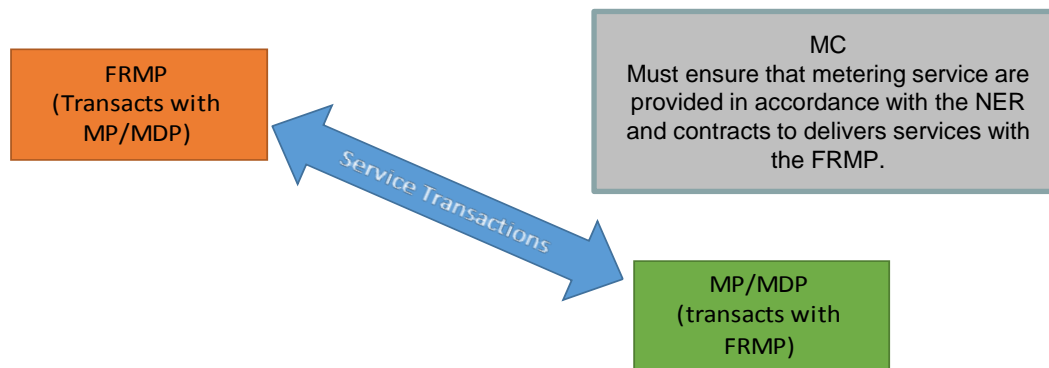 FRMP
(Transacts with
MP/MDP)
MC
Must ensure that metering service are
provided in accordance with the NER
and contracts to delivers services with
the FRMP.
Service Transactions
MP/MDP
(transacts with
FRMP)